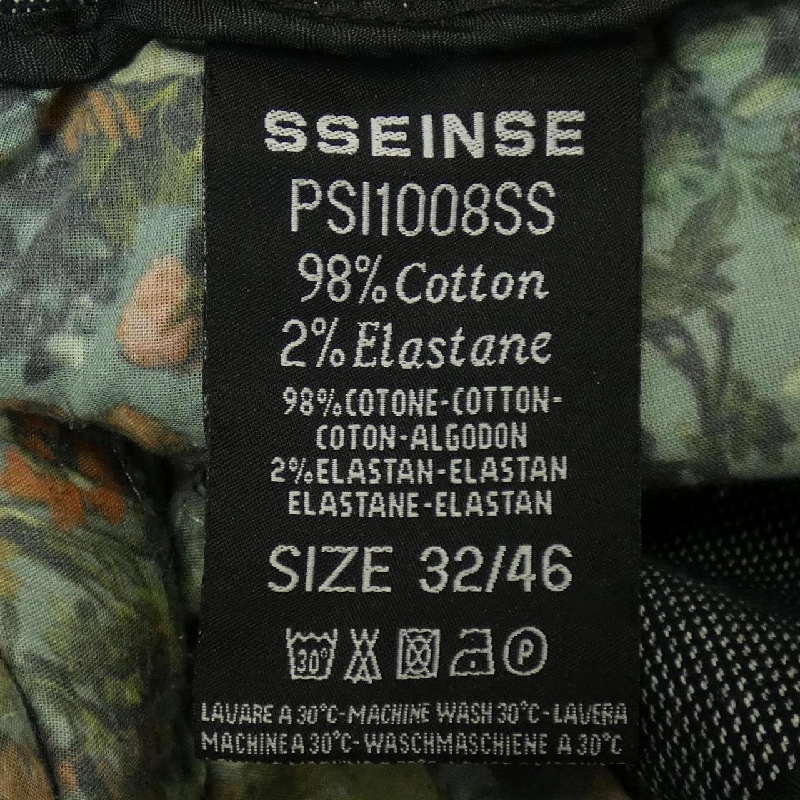 SSEINSE
PSI1008SS
98% Cotton
2% Elastane
98%COTONE-COTTON-
COTON-ALGODON
2%ELASTAN-ELASTAN
ELASTANE-ELASTAN
SIZE 32/46
30° P
LAVARE A 30°C-MACHINE WASH 30°C-LAVERA
MACHINEA 30°C-WASCHMASCHIENE A 30°C